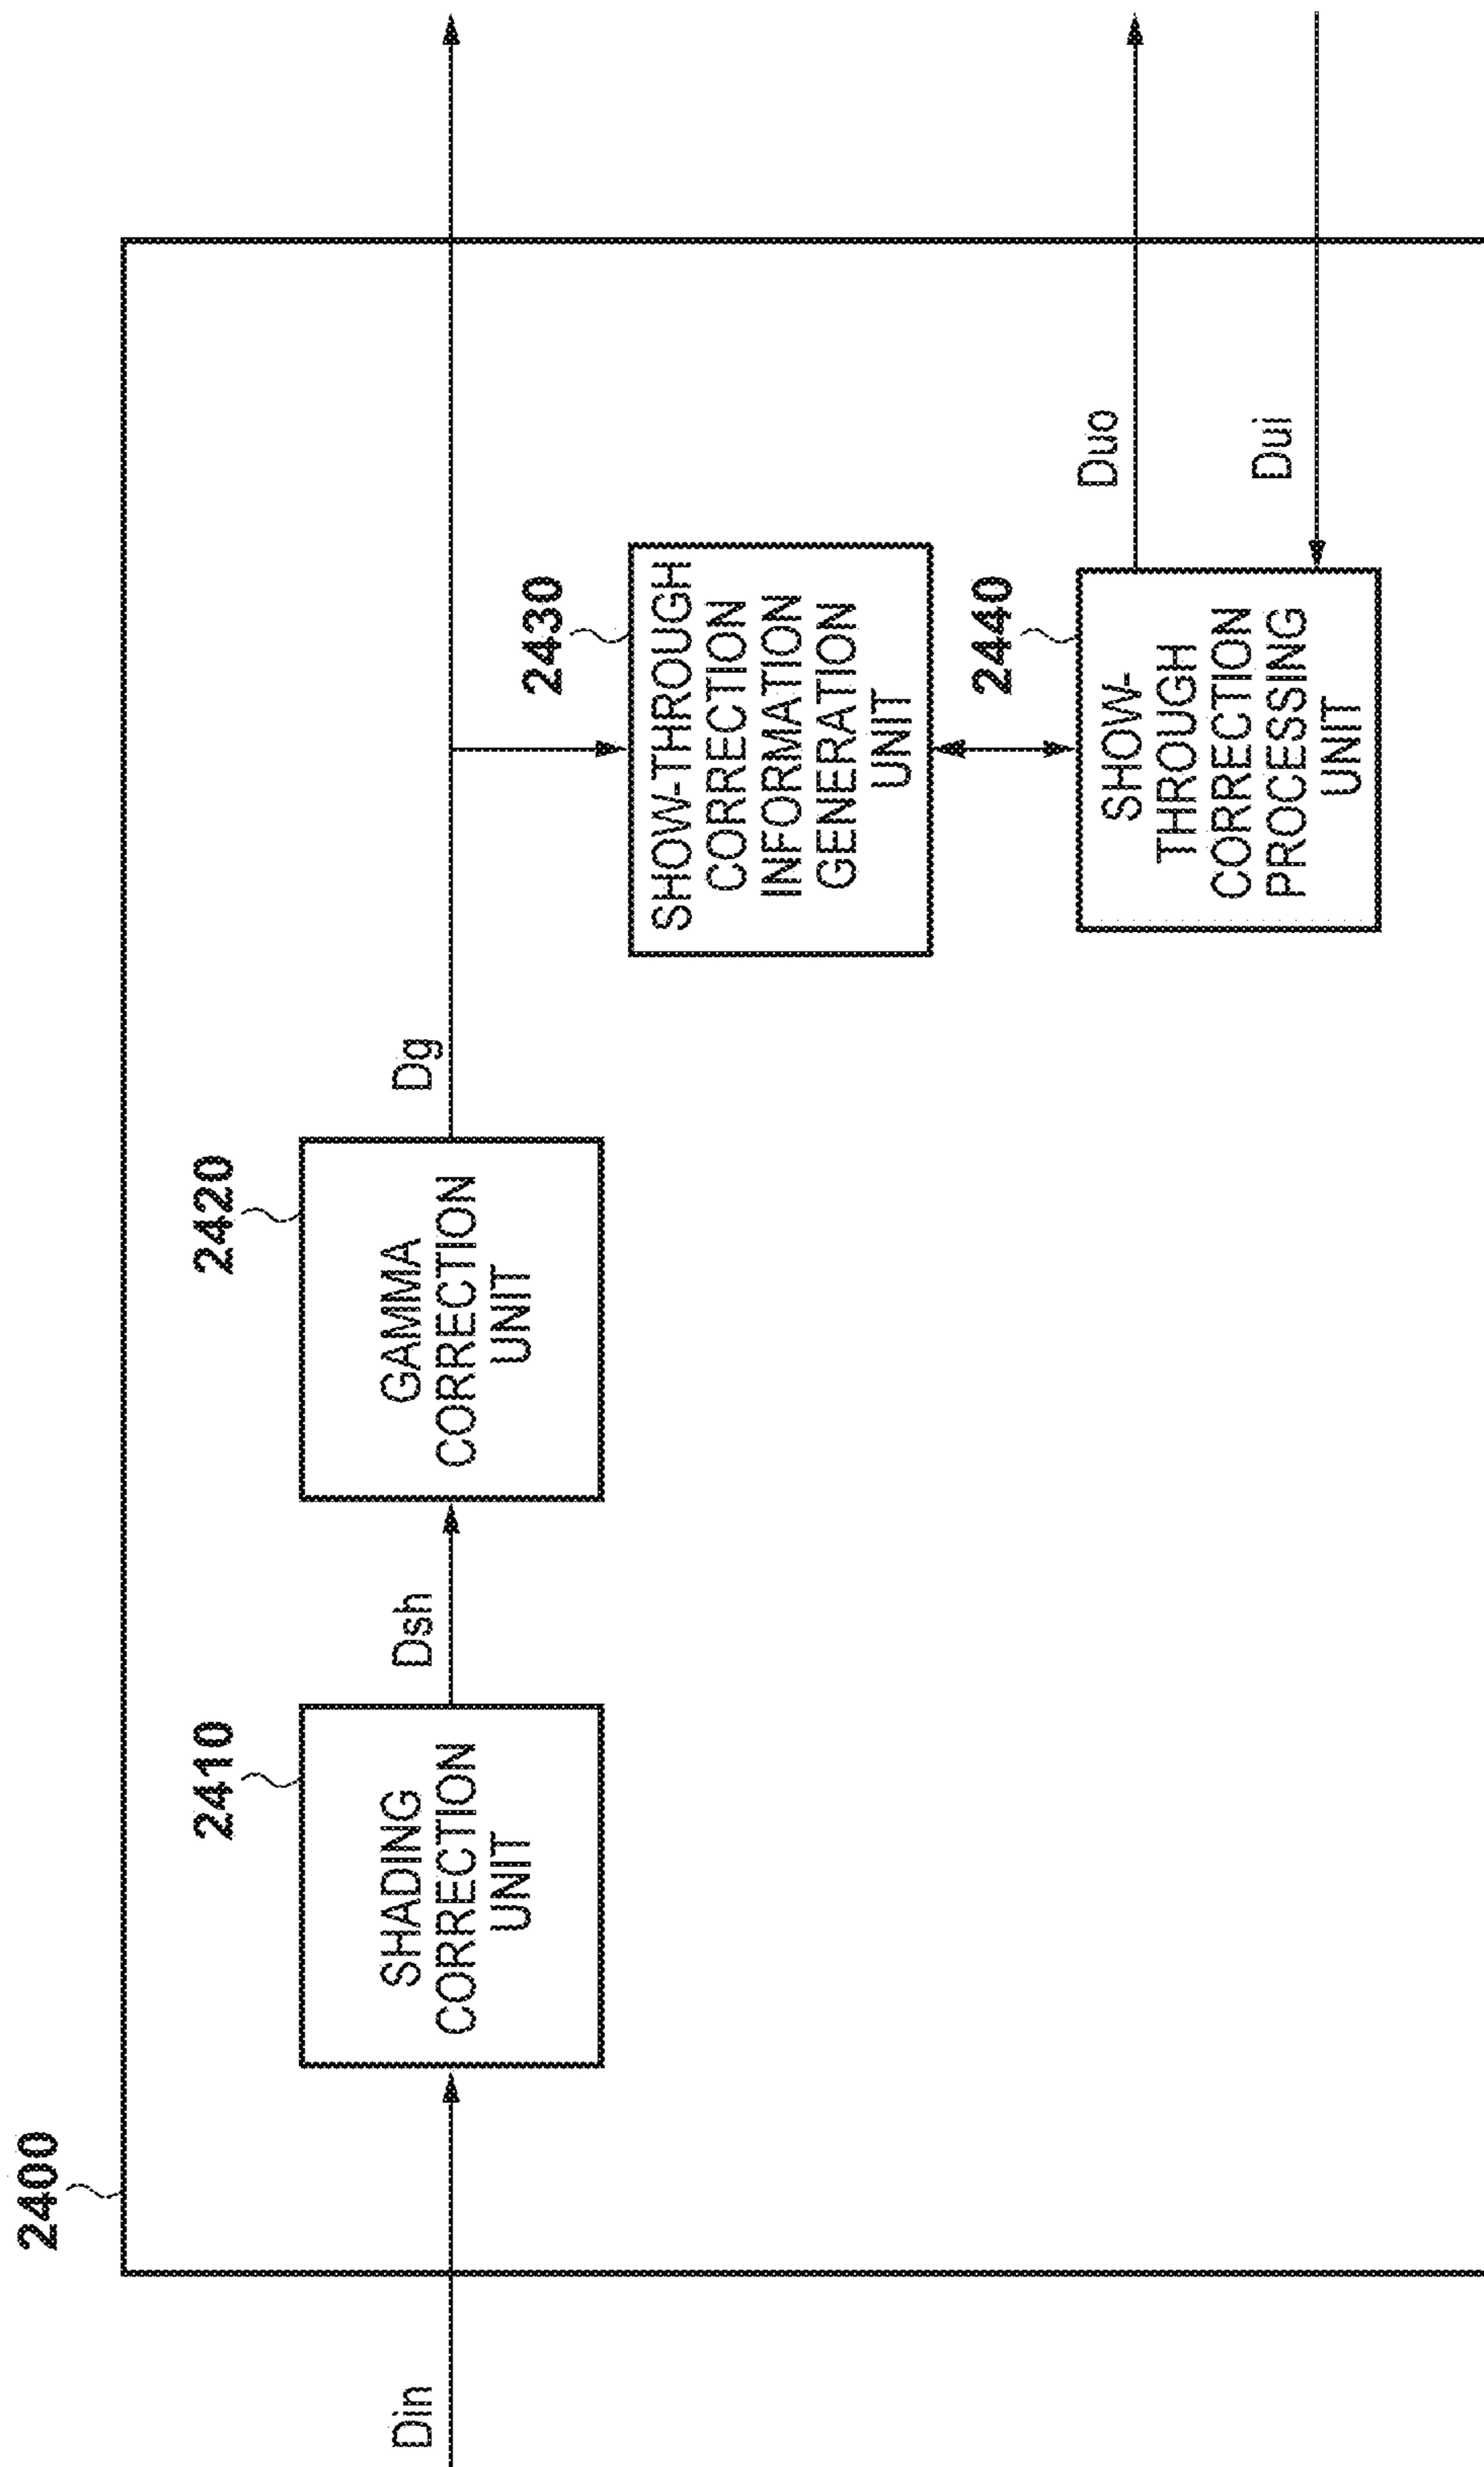 2400
Din
2410
SHADING
CORRECTION
UNIT
Dsh
2420
GAMMA
CORRECTION
UNIT
Dg
2430
SHOW-THROUGH
CORRECTION
INFORMATION
GENERATION
UNIT
2440
SHOW-
THROUGH
CORRECTION
PROCESSING
UNIT
Duo
Dui